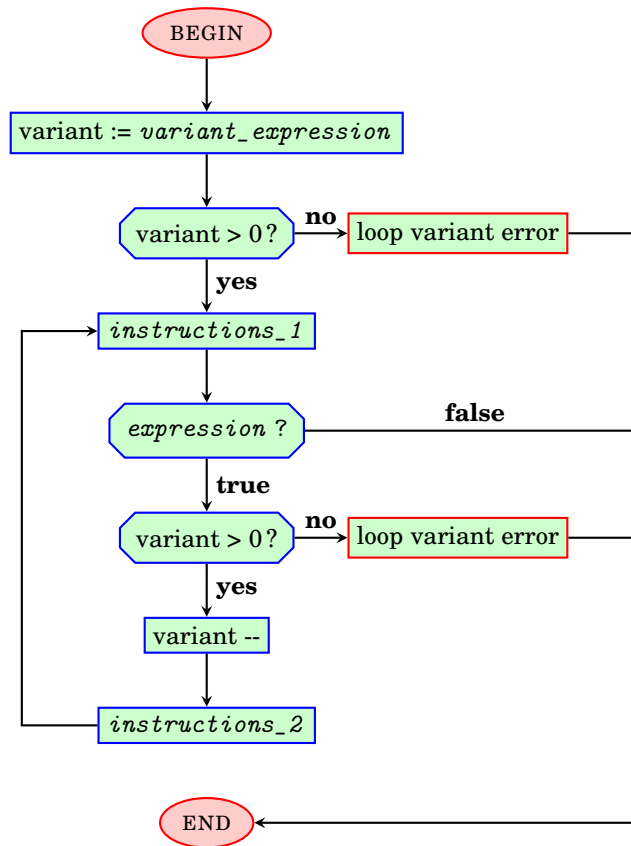 BEGIN
variant := variant_expression
variant > 0?
no
loop variant error
yes
instructions_1
expression ?
false
true
variant > 0?
no
loop variant error
yes
variant --
instructions_2
END